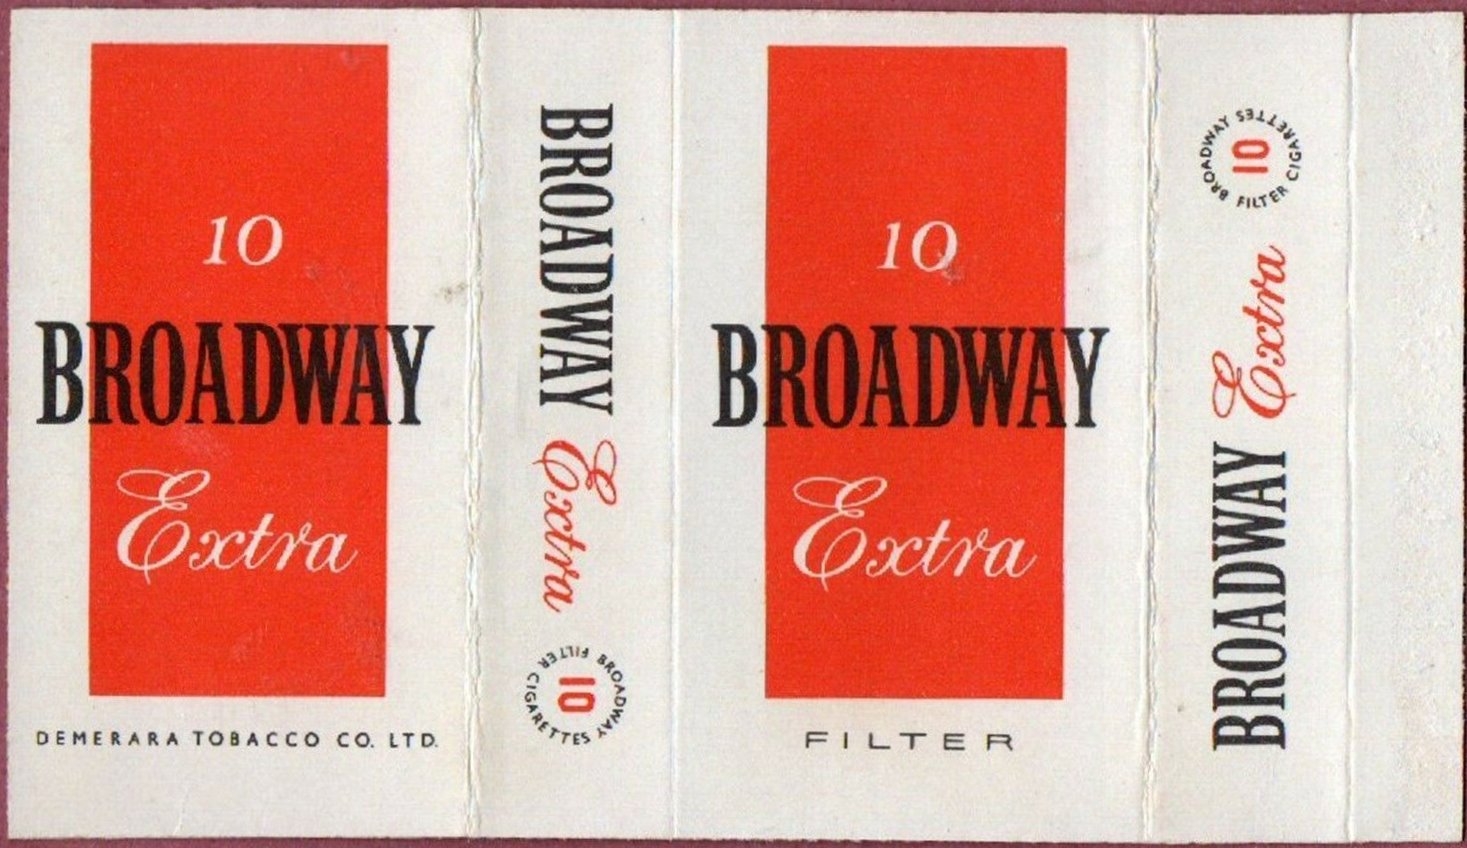 10
BROADWAY
Extra
DEMERARA TOBACCO CO. LTD.
BROADWAY Extra
BROADWAY FILTER CIGARETTES
10
10
BROADWAY
Extra
FILTER
BROADWAY Extra
BROADWAY FILTER CIGARETTES
10